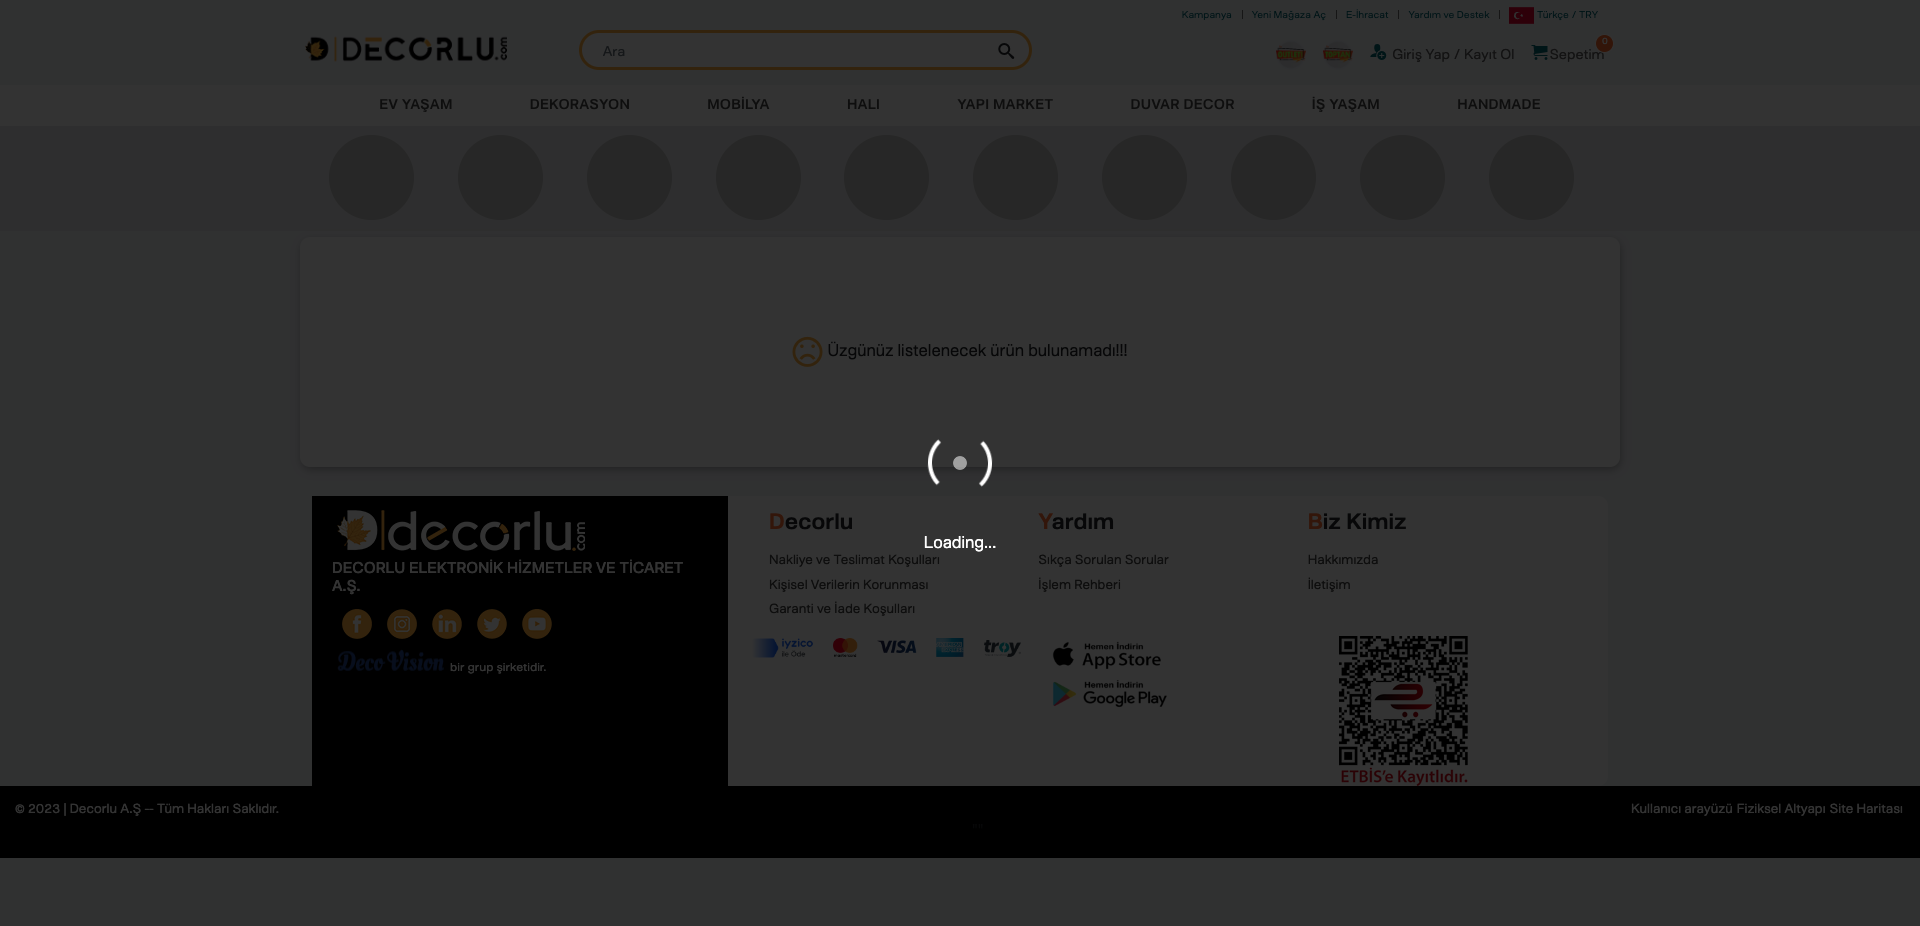 Kampanya | Yeni Mağaza Aç | E-İhracat | Yardım ve Destek | Türkçe / TRY
DECORLU.com
Ara
Giriş Yap / Kayıt Ol
Sepetim
0
EV YAŞAM
DEKORASYON
MOBİLYA
HALI
YAPI MARKET
DUVAR DECOR
İŞ YAŞAM
HANDMADE
Üzgünüz listelenecek ürün bulunamadı!!!
Loading...
decorlu.com
DECORLU ELEKTRONİK HİZMETLER VE TİCARET
A.Ş.
Deco Vision bir grup şirketidir.
Decorlu
Nakliye ve Teslimat Koşulları
Kişisel Verilerin Korunması
Garanti ve İade Koşulları
iyzico
ile Öde
VISA
troy
Yardım
Sıkça Sorulan Sorular
İşlem Rehberi
Hemen İndirin
App Store
Hemen İndirin
Google Play
Biz Kimiz
Hakkımızda
İletişim
ETBİS'e Kayıtlıdır.
© 2023 | Decorlu A.Ş — Tüm Hakları Saklıdır.
Kullanıcı arayüzü Fiziksel Altyapı Site Haritası